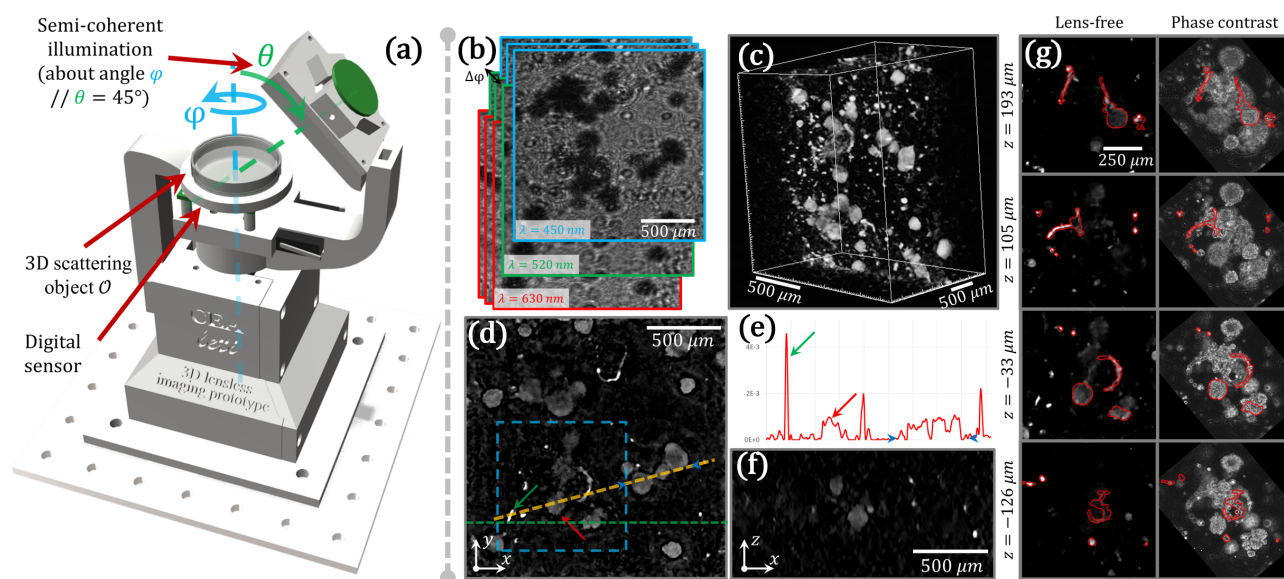 Semi-coherent
illumination
(about angle φ
// θ = 45°)
(a)
θ
φ
3D scattering
object 𝒪
Digital
sensor
CEA
leti
3D lensless
imaging prototype
(b)
Δφ
λ = 450 nm
500 μm
λ = 520 nm
λ = 630 nm
(c)
500 μm
500 μm
(d)
500 μm
y
x
(e)
4E-3
2E-3
0E+0
(f)
z
x
500 μm
Lens-free
Phase contrast
(g)
z = 193 μm
250 μm
z = 105 μm
z = −33 μm
z = −126 μm